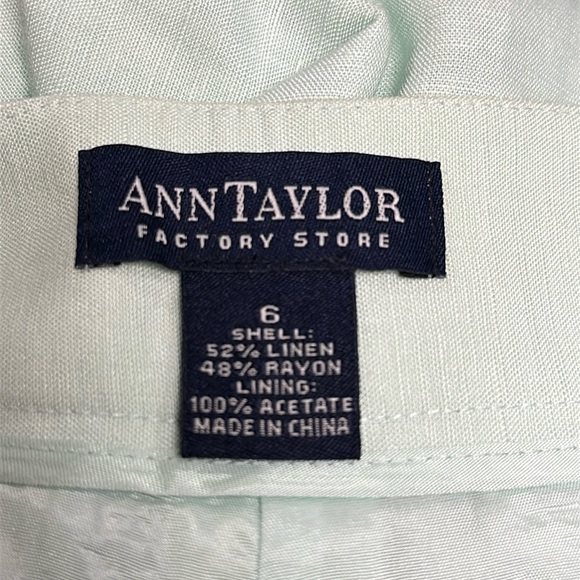 ANNTAYLOR
FACTORY STORE
6
SHELL:
52% LINEN
48% RAYON
LINING:
100% ACETATE
MADE IN CHINA